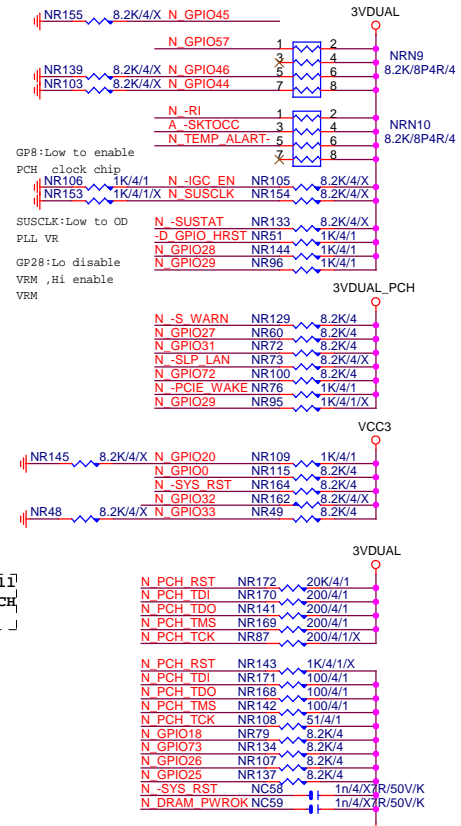 3VDUAL
NR155 8.2K/4/X N_GPIO45
N_GPIO57 1 2
3 4 NRN9
NR139 8.2K/4/X N_GPIO46 5 6 8.2K/8P4R/4
NR103 8.2K/4/X N_GPIO44 7 8
N_-RI 1 2
A_-SKTOCC 3 4 NRN10
N_TEMP_ALART- 5 6 8.2K/8P4R/4
7 8
GP8:Low to enable
PCH clock chip
NR106 1K/4/1 N_-IGC_EN NR105 8.2K/4/X
NR153 1K/4/1/X N_SUSCLK NR154 8.2K/4/X
SUSCLK:Low to OD
PLL VR
N_-SUSTAT NR133 8.2K/4/X
-D_GPIO_HRST NR51 1K/4/1
N_GPIO28 NR144 1K/4/1
N_GPIO29 NR96 1K/4/1
GP28:Lo disable
VRM ,Hi enable
VRM
3VDUAL_PCH
N_-S_WARN NR129 8.2K/4
N_GPIO27 NR60 8.2K/4
N_GPIO31 NR72 8.2K/4
N_-SLP_LAN NR73 8.2K/4/X
N_GPIO72 NR100 8.2K/4
N_-PCIE_WAKE NR76 1K/4/1
N_GPIO29 NR95 1K/4/1/X
VCC3
NR145 8.2K/4/X N_GPIO20 NR109 1K/4/1
N_GPIO0 NR115 8.2K/4
N_-SYS_RST NR164 8.2K/4
N_GPIO32 NR162 8.2K/4/X
NR48 8.2K/4/X N_GPIO33 NR49 8.2K/4
3VDUAL
N_PCH_RST NR172 20K/4/1
N_PCH_TDI NR170 200/4/1
N_PCH_TDO NR141 200/4/1
N_PCH_TMS NR169 200/4/1
N_PCH_TCK NR87 200/4/1/X
N_PCH_RST NR143 1K/4/1/X
N_PCH_TDI NR171 100/4/1
N_PCH_TDO NR168 100/4/1
N_PCH_TMS NR142 100/4/1
N_PCH_TCK NR108 51/4/1
N_GPIO18 NR79 8.2K/4
N_GPIO73 NR134 8.2K/4
N_GPIO26 NR107 8.2K/4
N_GPIO25 NR137 8.2K/4
N_-SYS_RST NC58 1n/4/X7R/50V/K
N_DRAM_PWROK NC59 1n/4/X7R/50V/K